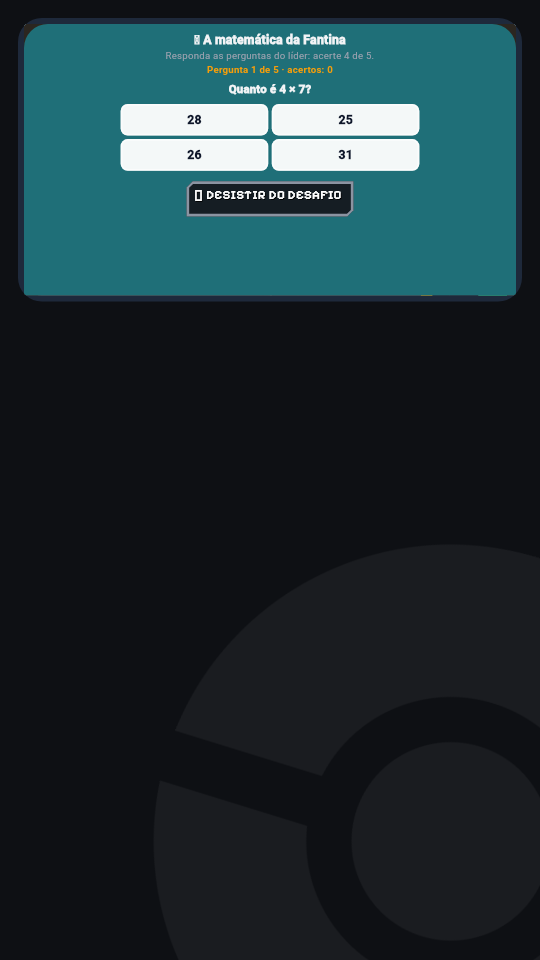 A matemática da Fantina
Responda as perguntas do líder: acerte 4 de 5.
Pergunta 1 de 5 · acertos: 0
Quanto é 4 × 7?
28
25
26
31
DESISTIR DO DESAFIO